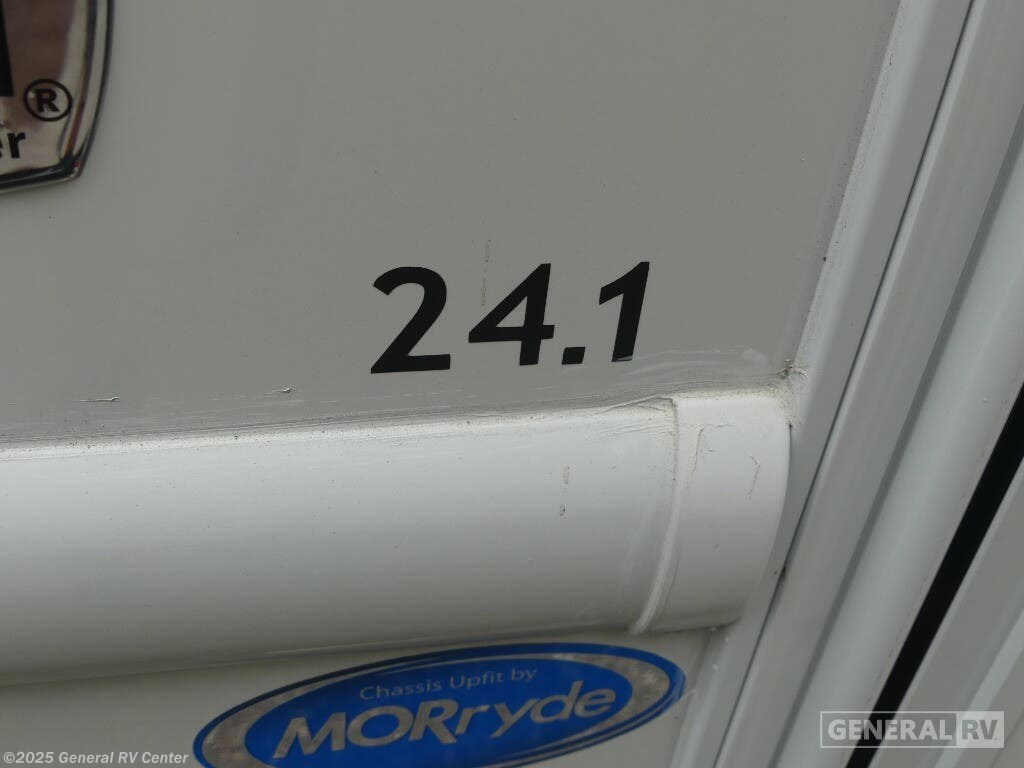 ®
er
24.1
Chassis Upfit by
MORryde
GENERAL RV
©2025 General RV Center